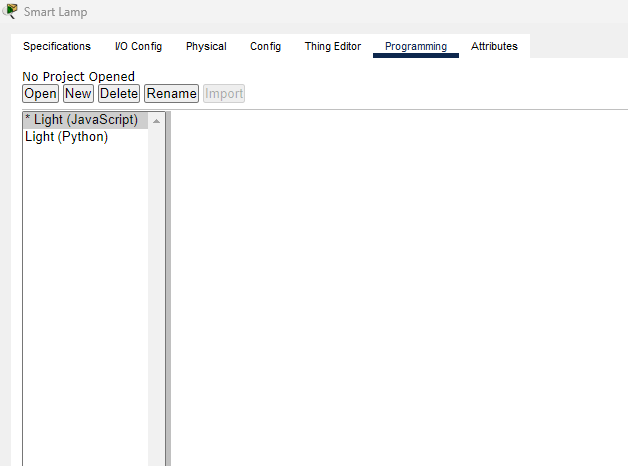 Smart Lamp
Specifications I/O Config Physical Config Thing Editor Programming Attributes
No Project Opened
Open New Delete Rename Import
* Light (JavaScript)
Light (Python)